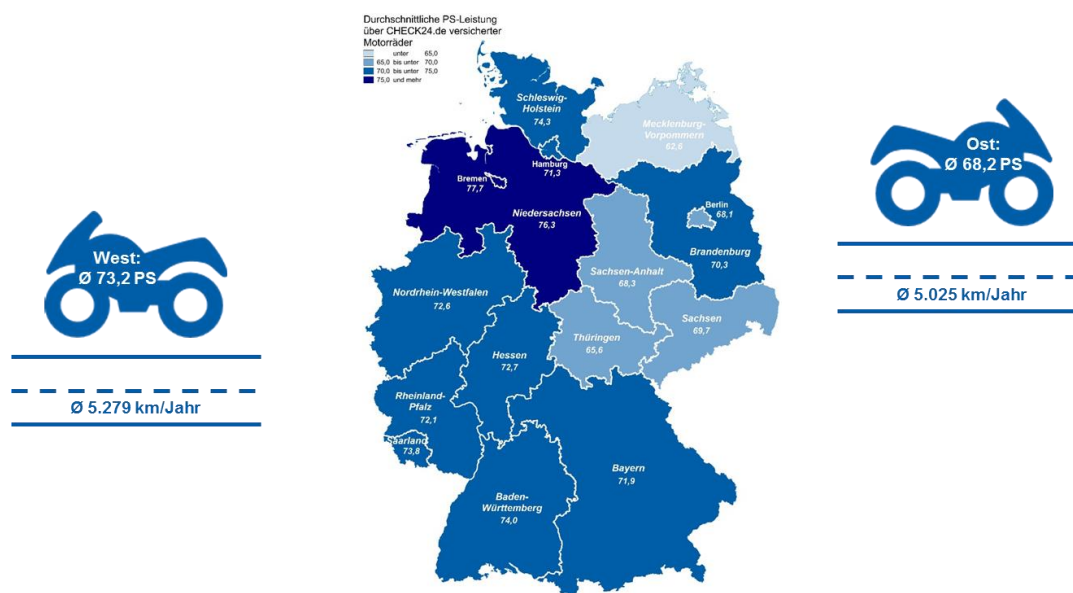 Durchschnittliche PS-Leistung
über CHECK24.de versicherter
Motorräder
unter 65,0
65,0 bis unter 70,0
70,0 bis unter 75,0
75,0 und mehr
Schleswig-
Holstein
74,3
Mecklenburg-
Vorpommern
62,6
Hamburg
71,3
Bremen
77,7
Niedersachsen
76,3
Berlin
68,1
Brandenburg
70,3
Sachsen-Anhalt
68,3
Nordrhein-Westfalen
72,6
Sachsen
69,7
Thüringen
65,6
Hessen
72,7
Rheinland-
Pfalz
72,1
Saarland
73,8
Bayern
71,9
Baden-
Württemberg
74,0
West:
Ø 73,2 PS
Ø 5.279 km/Jahr
Ost:
Ø 68,2 PS
Ø 5.025 km/Jahr